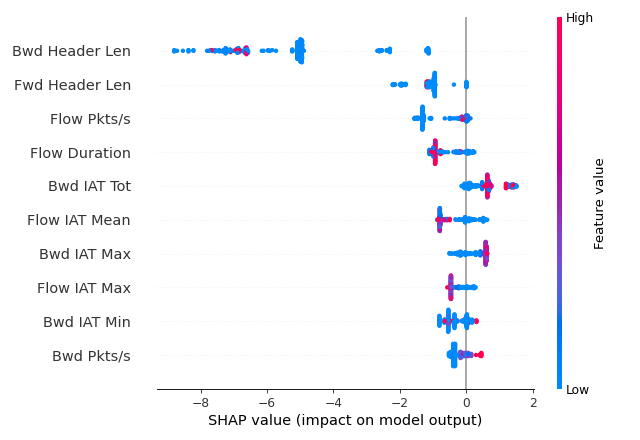 High
Bwd Header Len
Fwd Header Len
Flow Pkts/s
Flow Duration
Bwd IAT Tot
Flow IAT Mean
Bwd IAT Max
Flow IAT Max
Bwd IAT Min
Bwd Pkts/s
Feature value
Low
−8 −6 −4 −2 0 2
SHAP value (impact on model output)